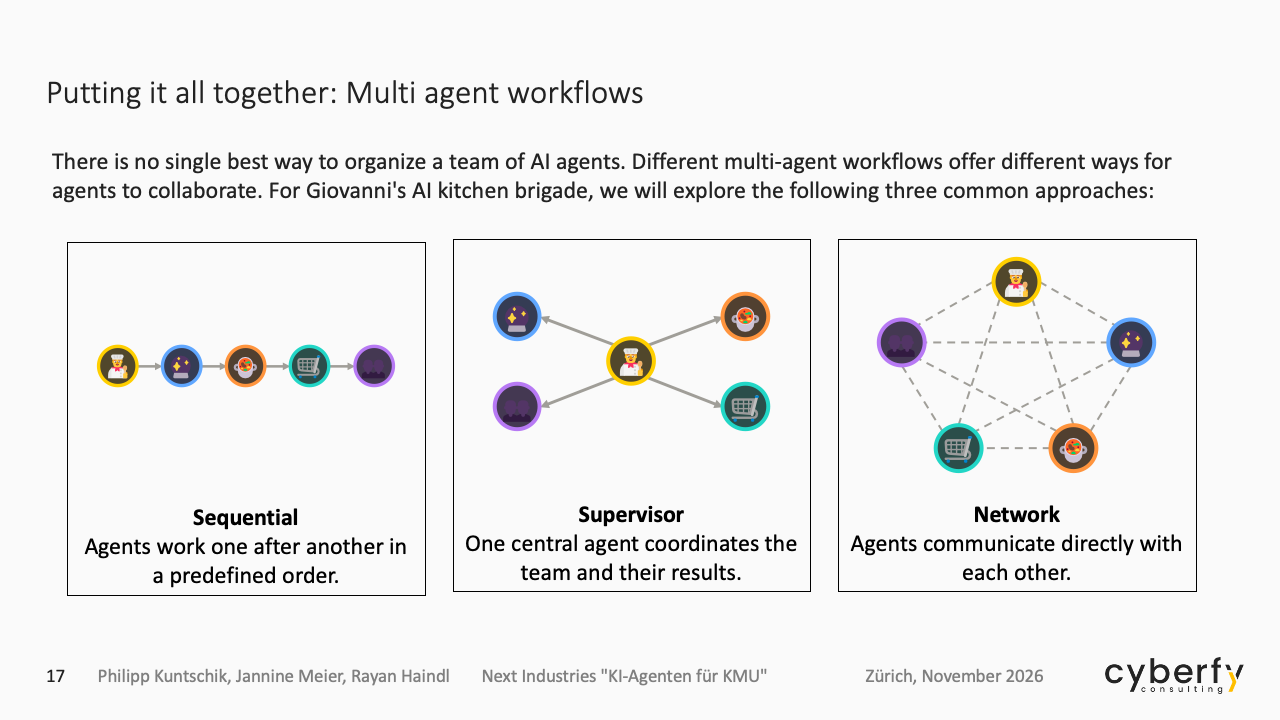 Putting it all together: Multi agent workflows
There is no single best way to organize a team of AI agents. Different multi-agent workflows offer different ways for
agents to collaborate. For Giovanni's AI kitchen brigade, we will explore the following three common approaches:
Sequential
Agents work one after another in
a predefined order.
Supervisor
One central agent coordinates the
team and their results.
Network
Agents communicate directly with
each other.
17 Philipp Kuntschik, Jannine Meier, Rayan Haindl Next Industries "KI-Agenten für KMU" Zürich, November 2026
cyberfy
consulting